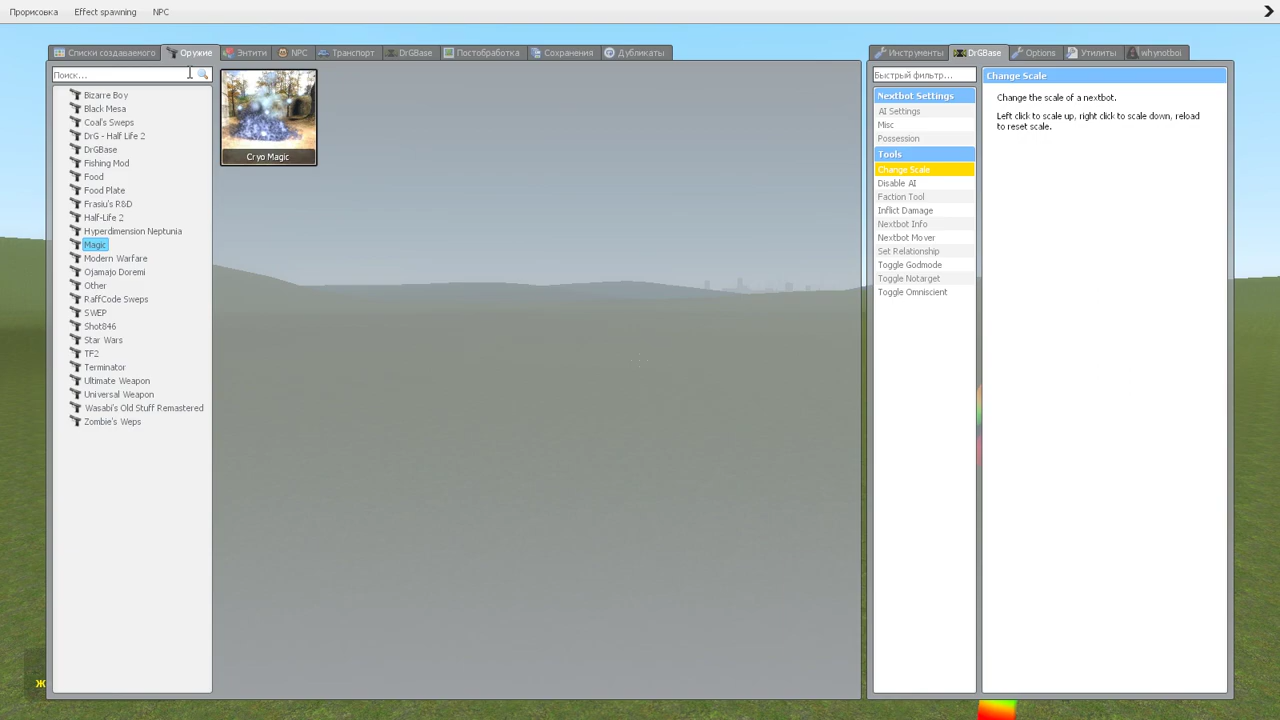 Прорисовка Effect spawning NPC
Списки создаваемого Оружие Энтити NPC Транспорт DrGBase Постобработка Сохранения Дубликаты
Поиск...
Bizarre Boy
Black Mesa
Coal's Sweps
DrG - Half Life 2
DrGBase
Fishing Mod
Food
Food Plate
Frasiu's R&D
Half-Life 2
Hyperdimension Neptunia
Magic
Modern Warfare
Ojamajo Doremi
Other
RaffCode Sweps
SWEP
Shot846
Star Wars
TF2
Terminator
Ultimate Weapon
Universal Weapon
Wasabi's Old Stuff Remastered
Zombie's Weps
Cryo Magic
Инструменты DrGBase Options Утилиты whynotboi
Быстрый фильтр...
Nextbot Settings
AI Settings
Misc
Possession
Tools
Change Scale
Disable AI
Faction Tool
Inflict Damage
Nextbot Info
Nextbot Mover
Set Relationship
Toggle Godmode
Toggle Notarget
Toggle Omniscient
Change Scale
Change the scale of a nextbot.
Left click to scale up, right click to scale down, reload
to reset scale.
Ж